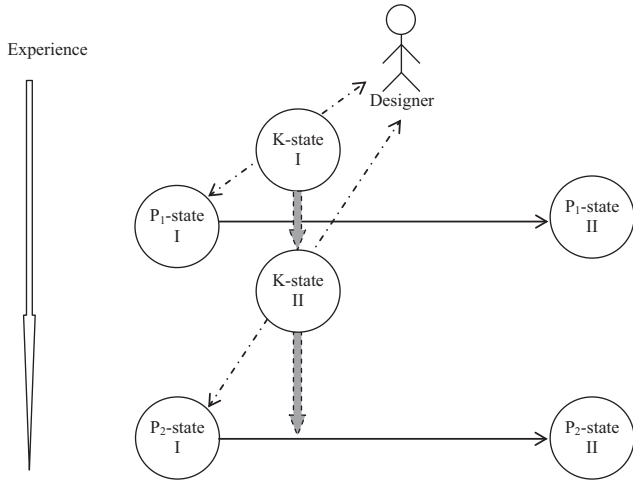 Experience
Designer
K-state
I
P₁-state
I
P₁-state
II
K-state
II
P₂-state
I
P₂-state
II